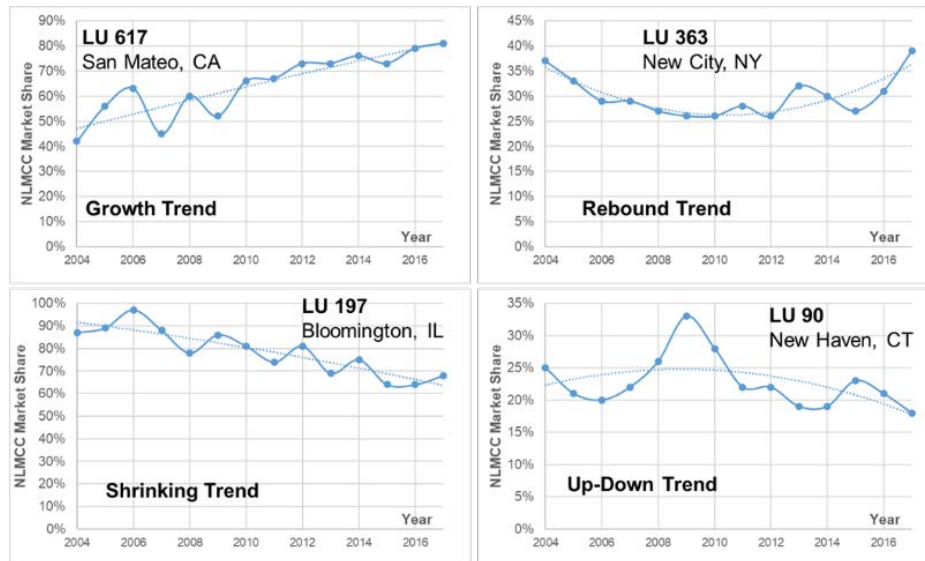 90%
80%
70%
60%
50%
40%
30%
20%
10%
0%
NLMCC Market Share
LU 617
San Mateo, CA
Growth Trend
Year
2004 2006 2008 2010 2012 2014 2016
45%
40%
35%
30%
25%
20%
15%
10%
5%
0%
NLMCC Market Share
LU 363
New City, NY
Rebound Trend
Year
2004 2006 2008 2010 2012 2014 2016
100%
90%
80%
70%
60%
50%
40%
30%
20%
10%
0%
NLMCC Market Share
LU 197
Bloomington, IL
Shrinking Trend
Year
2004 2006 2008 2010 2012 2014 2016
35%
30%
25%
20%
15%
10%
5%
0%
NLMCC Market Share
LU 90
New Haven, CT
Up-Down Trend
Year
2004 2006 2008 2010 2012 2014 2016